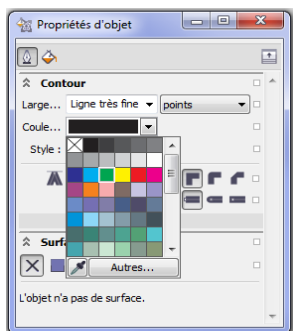 Propriétés d'objet
Contour
Large... Ligne très fine points
Coule...
Style :
Surf
Autres...
L'objet n'a pas de surface.